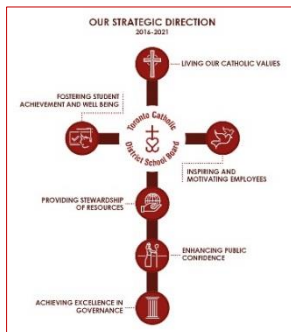 OUR STRATEGIC DIRECTION
2016-2021
LIVING OUR CATHOLIC VALUES
FOSTERING STUDENT
ACHIEVEMENT AND WELL BEING
Toronto Catholic
District School Board
INSPIRING AND
MOTIVATING EMPLOYEES
PROVIDING STEWARDSHIP
OF RESOURCES
ENHANCING PUBLIC
CONFIDENCE
ACHIEVING EXCELLENCE IN
GOVERNANCE